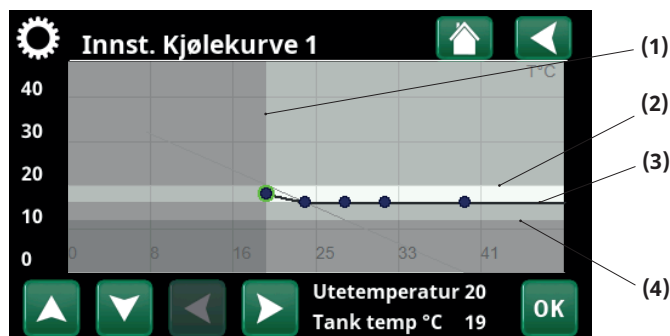 Innst. Kjølekurve 1
(1)
T°C
40
(2)
30
(3)
20
10
0 8 16 25 33 41
0
(4)
Utetemperatur 20
Tank temp °C 19
OK